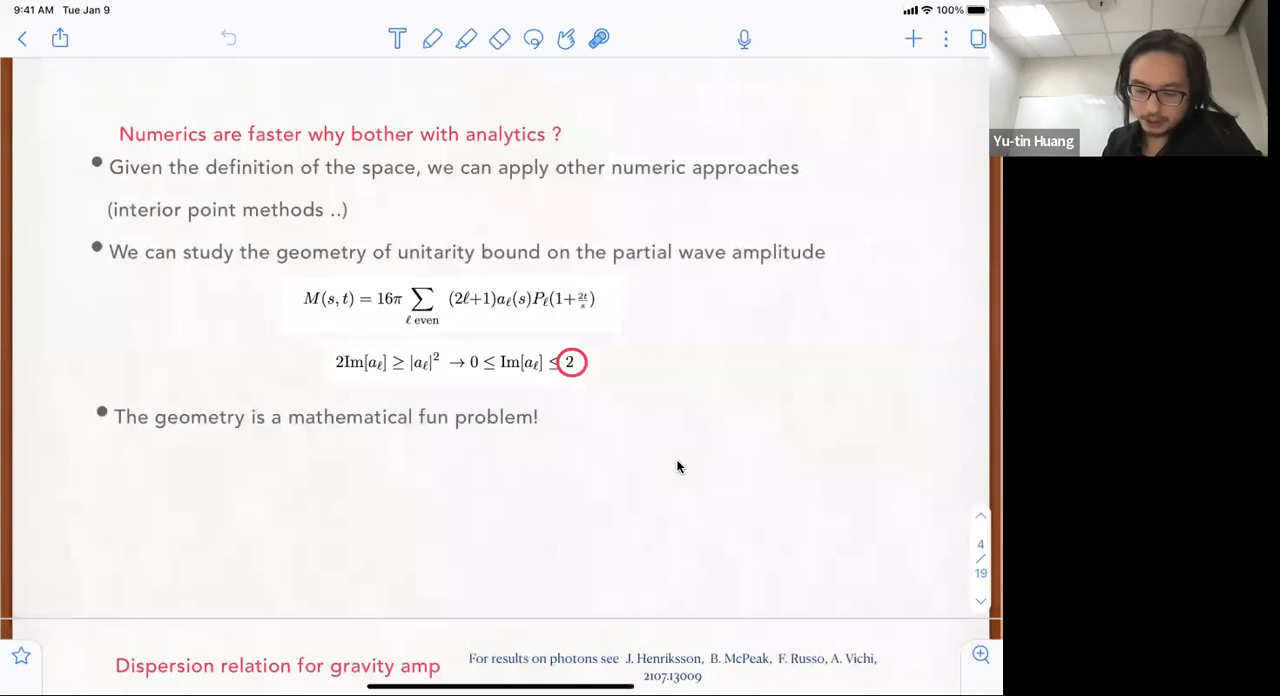 9:41 AM Tue Jan 9
100%
Yu-tin Huang
Numerics are faster why bother with analytics ?
Given the definition of the space, we can apply other numeric approaches
(interior point methods ..)
We can study the geometry of unitarity bound on the partial wave amplitude
M(s, t) = 16π ∑ (2ℓ+1)aℓ(s)Pℓ(1+2t/s)
ℓ even
2Im[aℓ] ≥ |aℓ|² → 0 ≤ Im[aℓ] ≤ 2
The geometry is a mathematical fun problem!
4
/
19
Dispersion relation for gravity amp
For results on photons see J. Henriksson, B. McPeak, F. Russo, A. Vichi,
2107.13009